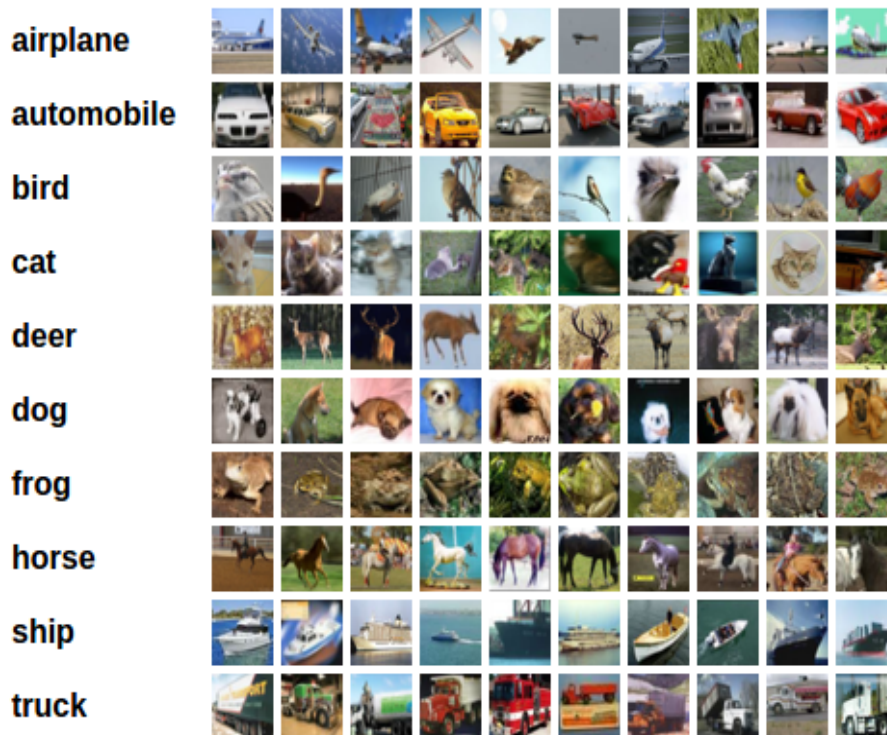 airplane
automobile
bird
cat
deer
dog
frog
horse
ship
truck